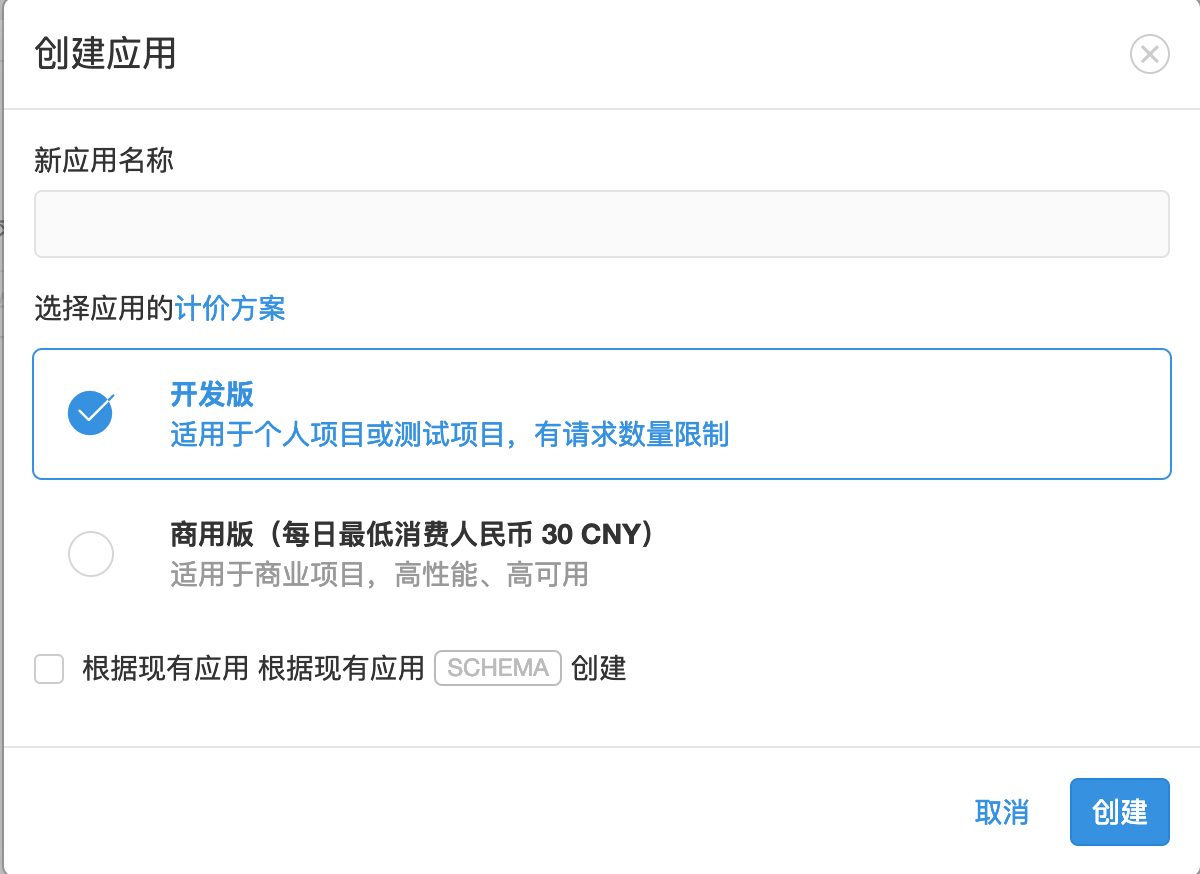 创建应用
新应用名称
选择应用的计价方案
开发版
适用于个人项目或测试项目，有请求数量限制
商用版（每日最低消费人民币 30 CNY）
适用于商业项目，高性能、高可用
根据现有应用 根据现有应用 SCHEMA 创建
取消 创建